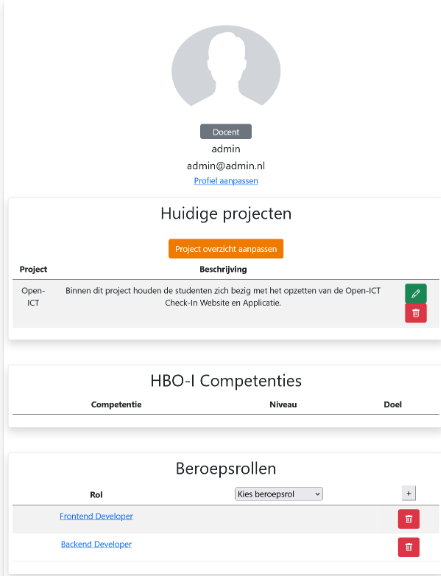 Docent
admin
admin@admin.nl
Profiel aanpassen
Huidige projecten
Project overzicht aanpassen
Project Beschrijving
Open-ICT Binnen dit project houden de studenten zich bezig met het opzetten van de Open-ICT
Check-In Website en Applicatie.
HBO-I Competenties
Competentie Niveau Doel
Beroepsrollen
Rol Kies beroepsrol +
Frontend Developer
Backend Developer